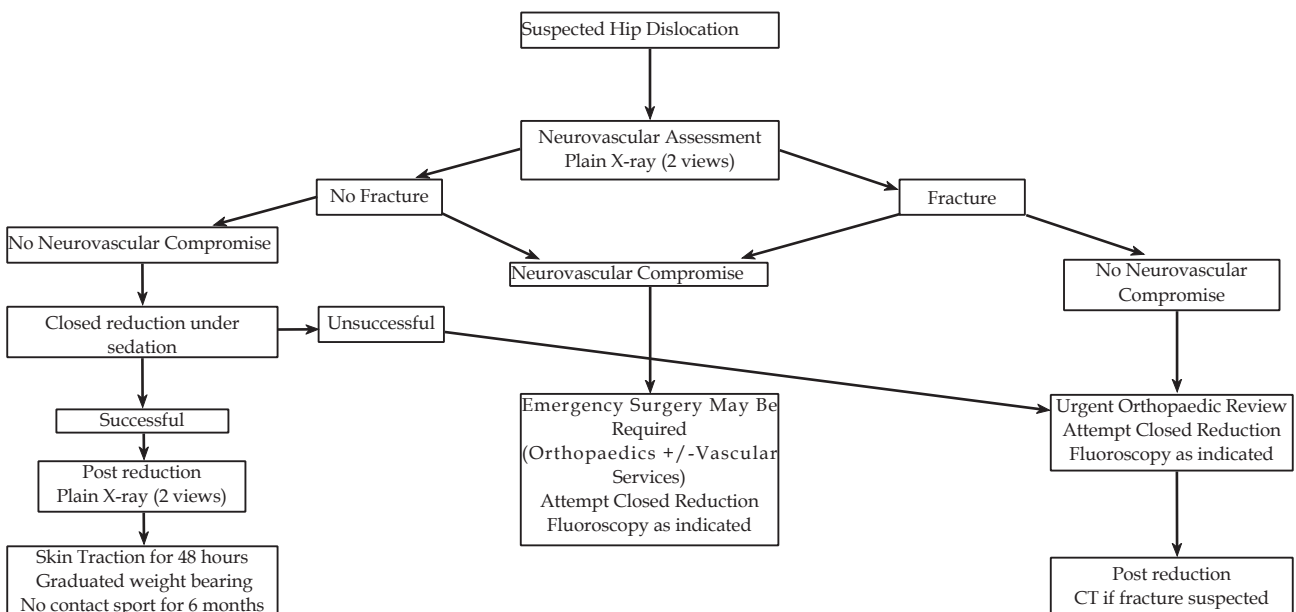 Suspected Hip Dislocation
Neurovascular Assessment
Plain X-ray (2 views)
No Fracture
Fracture
No Neurovascular Compromise
Neurovascular Compromise
No Neurovascular
Compromise
Closed reduction under
sedation
Unsuccessful
Successful
Emergency Surgery May Be
Required
(Orthopaedics +/-Vascular
Services)
Attempt Closed Reduction
Fluoroscopy as indicated
Urgent Orthopaedic Review
Attempt Closed Reduction
Fluoroscopy as indicated
Post reduction
Plain X-ray (2 views)
Skin Traction for 48 hours
Graduated weight bearing
No contact sport for 6 months
Post reduction
CT if fracture suspected